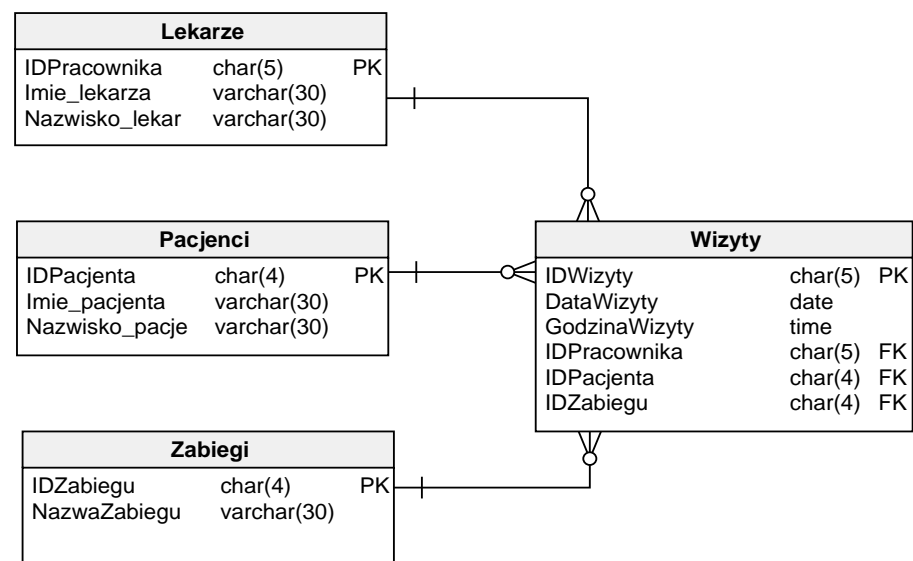 Lekarze
IDPracownika char(5) PK
Imie_lekarza varchar(30)
Nazwisko_lekar varchar(30)
Pacjenci
IDPacjenta char(4) PK
Imie_pacjenta varchar(30)
Nazwisko_pacje varchar(30)
Wizyty
IDWizyty char(5) PK
DataWizyty date
GodzinaWizyty time
IDPracownika char(5) FK
IDPacjenta char(4) FK
IDZabiegu char(4) FK
Zabiegi
IDZabiegu char(4) PK
NazwaZabiegu varchar(30)